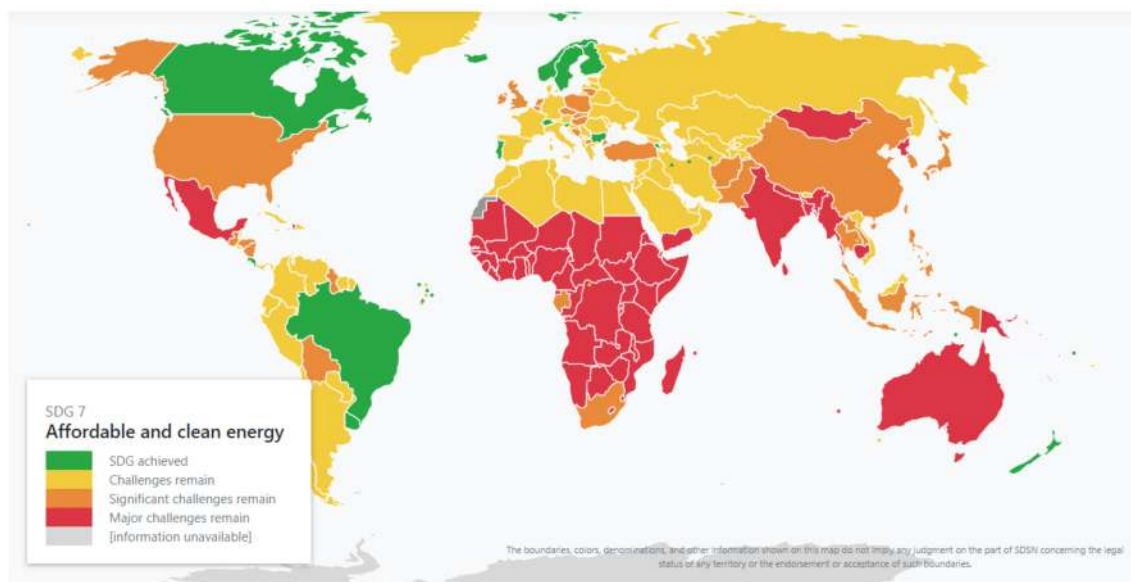 SDG 7
Affordable and clean energy
SDG achieved
Challenges remain
Significant challenges remain
Major challenges remain
[information unavailable]
The boundaries, colors, denominations, and other information shown on this map do not imply any judgment on the part of SDSN concerning the legal
status of any territory or the endorsement or acceptance of such boundaries.